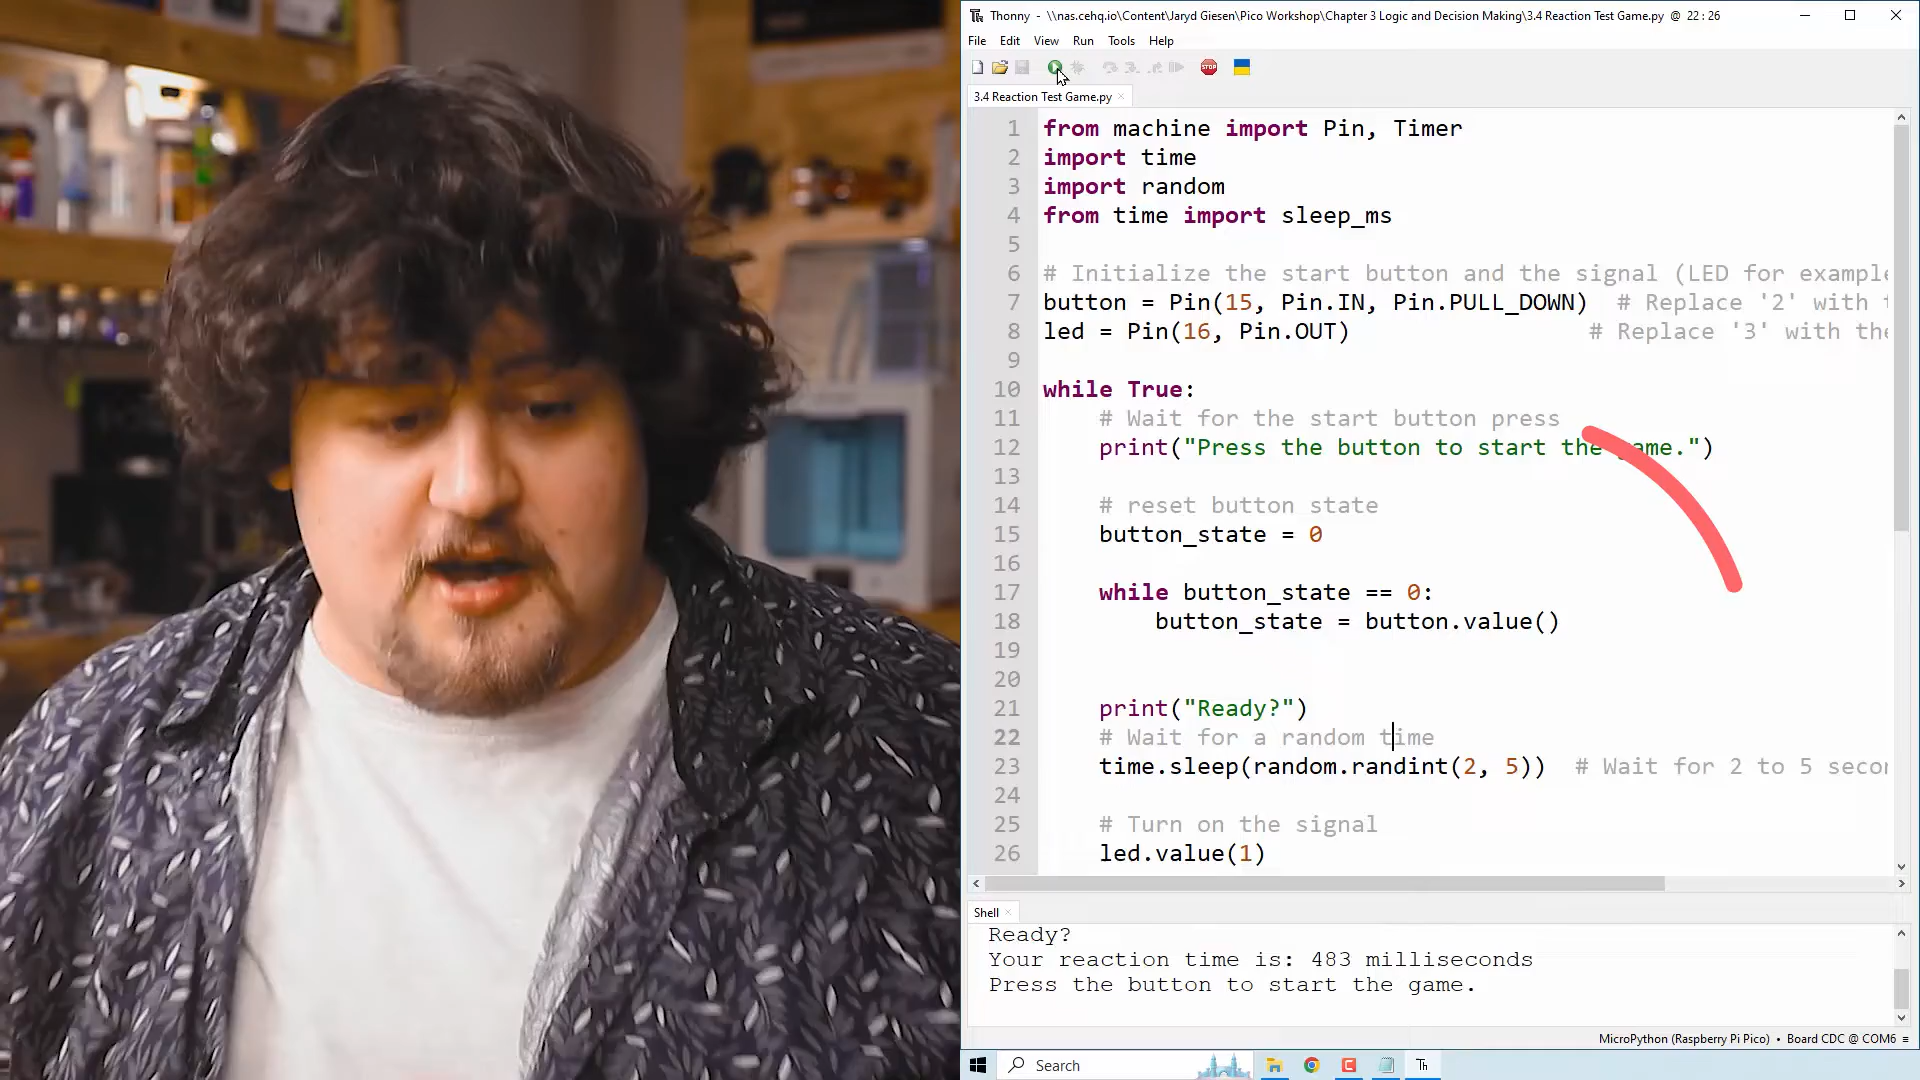 Thonny - \\nas.cehq.io\Content\Jaryd Giesen\Pico Workshop\Chapter 3 Logic and Decision Making\3.4 Reaction Test Game.py @ 22 : 26
File Edit View Run Tools Help
STOP
3.4 Reaction Test Game.py
1 from machine import Pin, Timer
2 import time
3 import random
4 from time import sleep_ms
5
6 # Initialize the start button and the signal (LED for example
7 button = Pin(15, Pin.IN, Pin.PULL_DOWN) # Replace '2' with
8 led = Pin(16, Pin.OUT) # Replace '3' with the
9
10 while True:
11 # Wait for the start button press
12 print("Press the button to start the game.")
13
14 # reset button state
15 button_state = 0
16
17 while button_state == 0:
18 button_state = button.value()
19
20
21 print("Ready?")
22 # Wait for a random time
23 time.sleep(random.randint(2, 5)) # Wait for 2 to 5 secon
24
25 # Turn on the signal
26 led.value(1)
Shell
Ready?
Your reaction time is: 483 milliseconds
Press the button to start the game.
MicroPython (Raspberry Pi Pico) • Board CDC @ COM6 ≡
Search
Th